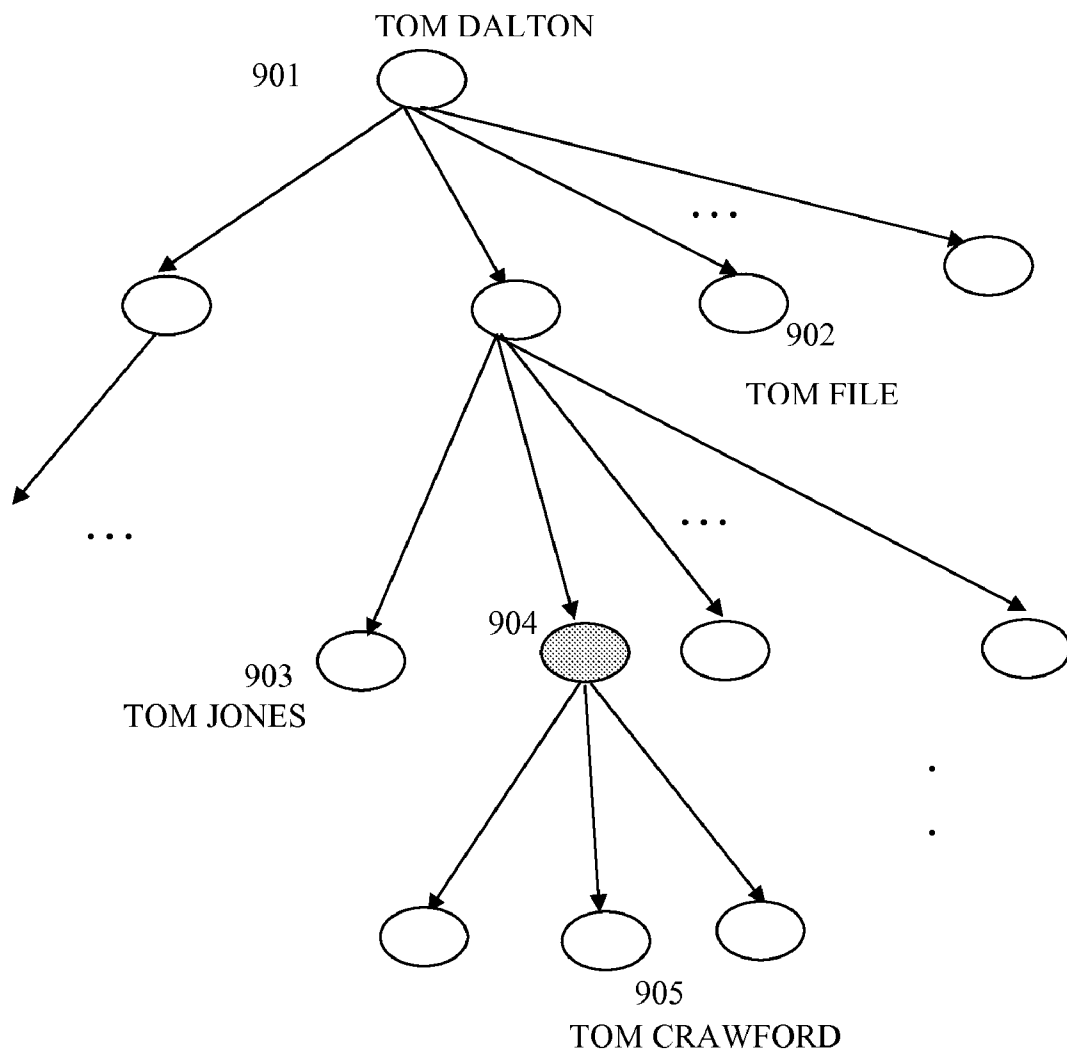 TOM DALTON
901
...
902
TOM FILE
...
...
904
903
TOM JONES
905
TOM CRAWFORD